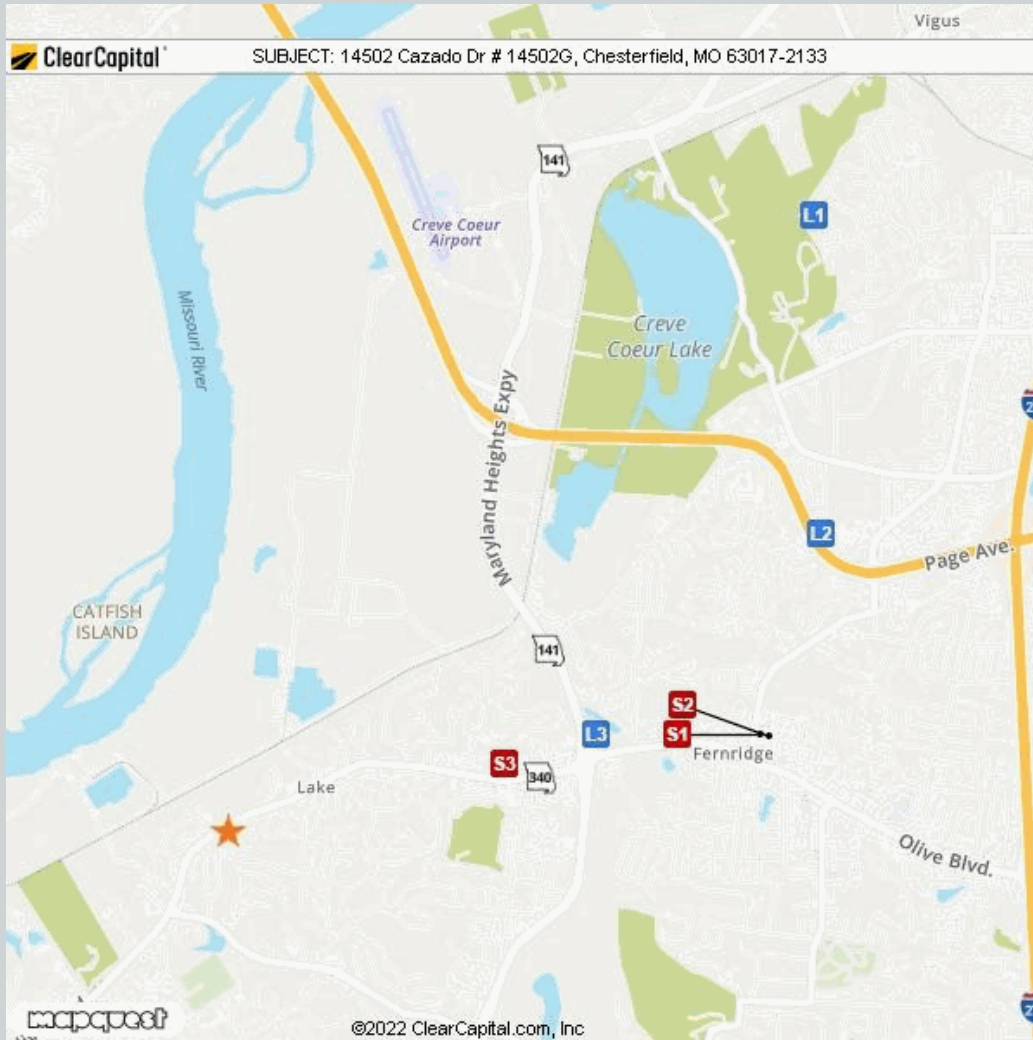 Vigus
ClearCapital
SUBJECT: 14502 Cazado Dr # 14502G, Chesterfield, MO 63017-2133
141
L1
Creve Coeur
Airport
Missouri River
Creve
Coeur Lake
Maryland Heights Expy
2
L2
Page Ave.
CATFISH
ISLAND
141
S2
L3
S1
Fernridge
S3
340
Lake
Olive Blvd.
2
mapquest
©2022 ClearCapital.com, Inc